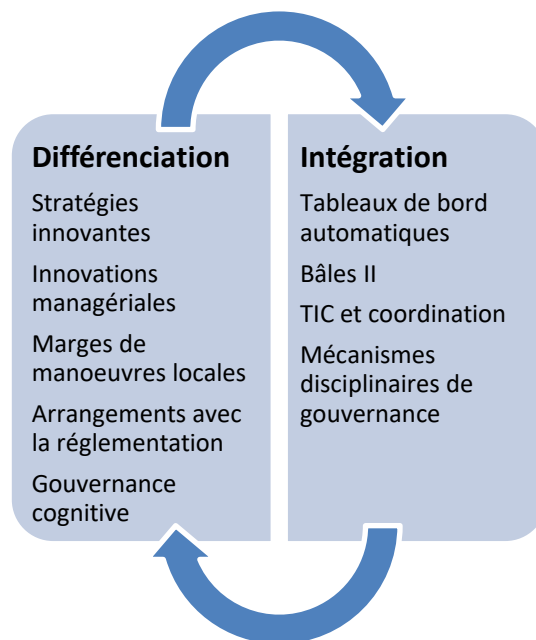 Différenciation
Stratégies
innovantes
Innovations
managériales
Marges de
manoeuvres locales
Arrangements avec
la réglementation
Gouvernance
cognitive
Intégration
Tableaux de bord
automatiques
Bâles II
TIC et coordination
Mécanismes
disciplinaires de
gouvernance